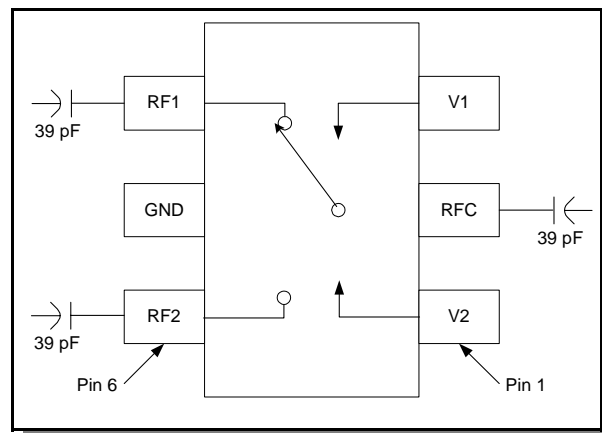 RF1
V1
39 pF
GND
RFC
39 pF
RF2
V2
39 pF
Pin 6
Pin 1